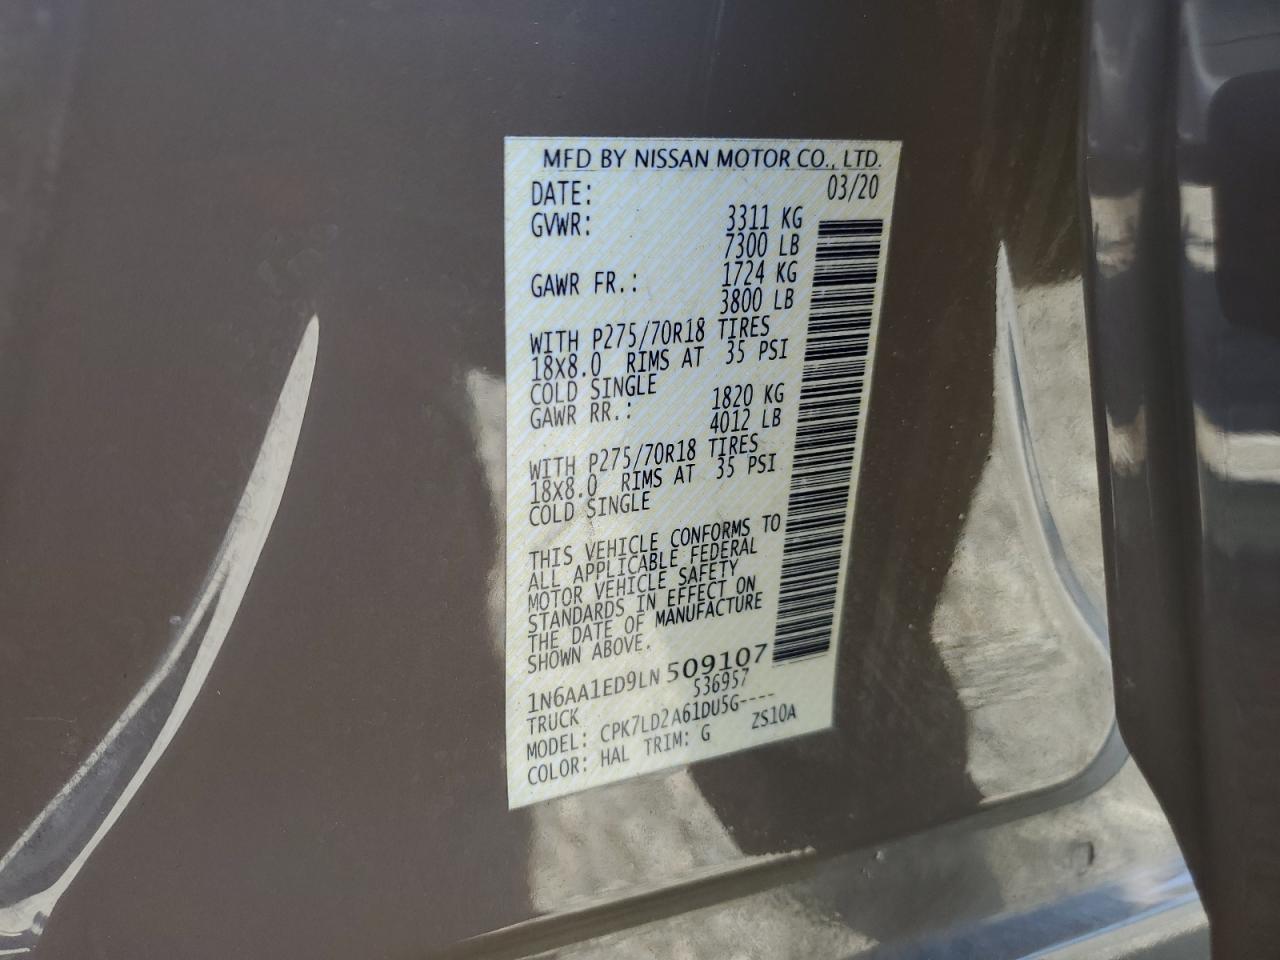 MFD BY NISSAN MOTOR CO., LTD.
DATE: 03/20
GVWR: 3311 KG
7300 LB
GAWR FR.: 1724 KG
3800 LB
WITH P275/70R18 TIRES
18X8.0 RIMS AT 35 PSI
COLD SINGLE
GAWR RR.: 1820 KG
4012 LB
WITH P275/70R18 TIRES
18X8.0 RIMS AT 35 PSI
COLD SINGLE
THIS VEHICLE CONFORMS TO
ALL APPLICABLE FEDERAL
MOTOR VEHICLE SAFETY
STANDARDS IN EFFECT ON
THE DATE OF MANUFACTURE
SHOWN ABOVE.
1N6AA1ED9LN509107
TRUCK 536957
MODEL: CPK7LD2A61DU5G----
COLOR: HAL TRIM: G ZS10A